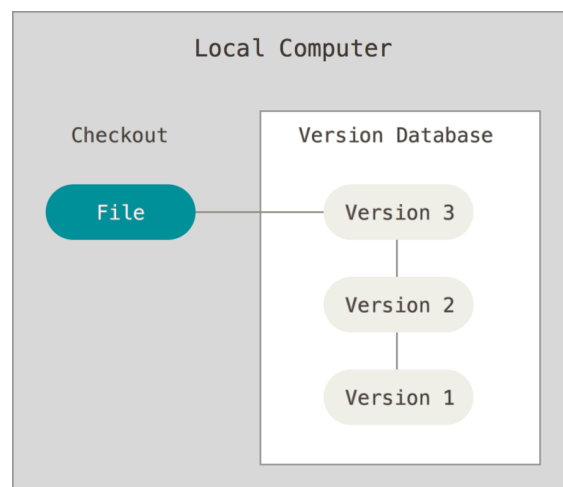 Local Computer
Checkout
Version Database
File
Version 3
Version 2
Version 1